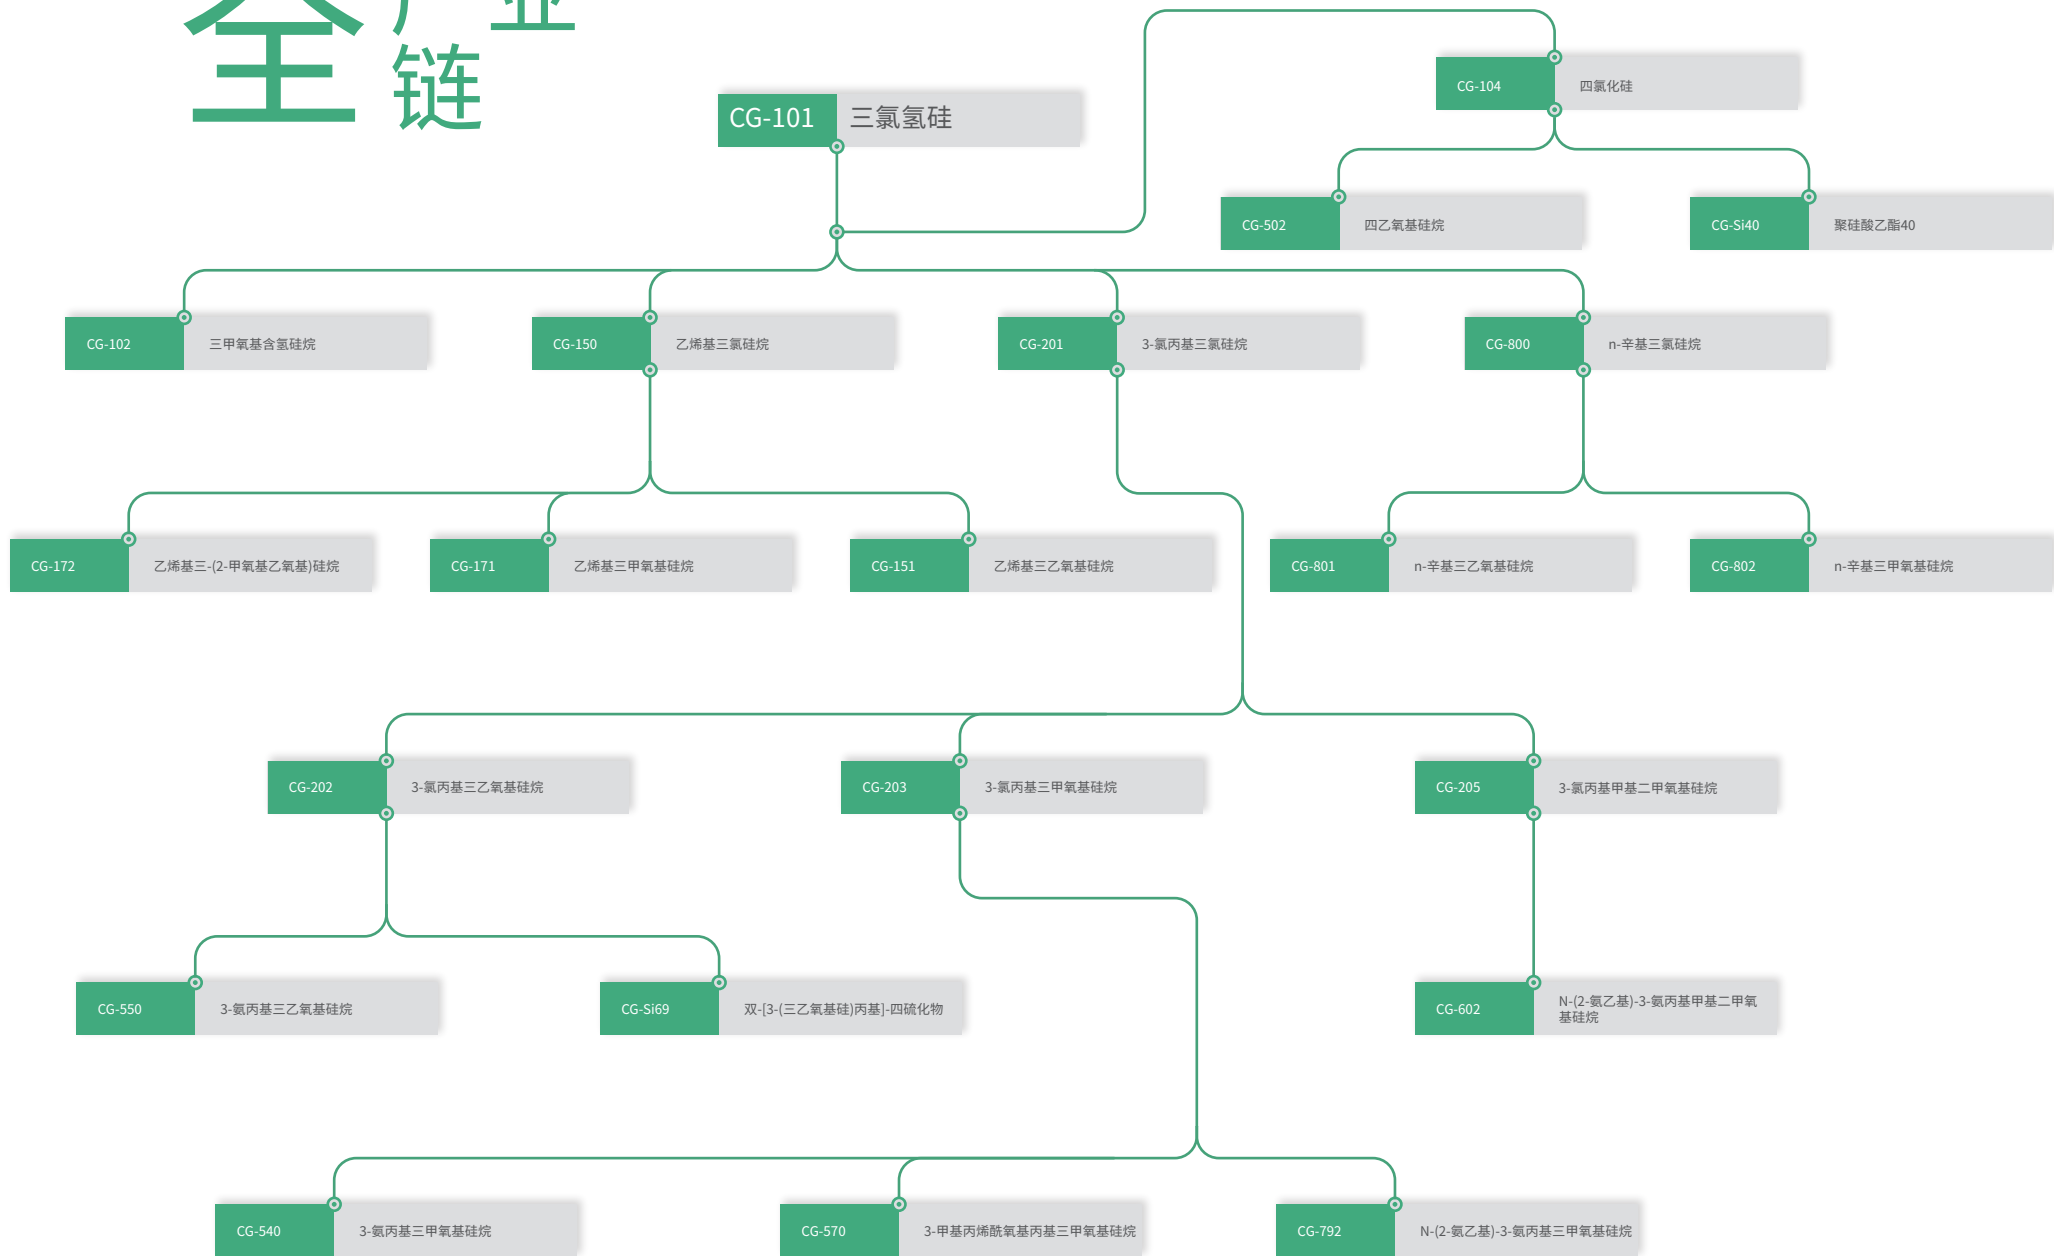 全产业
链
CG-101 三氯氢硅
CG-104 四氯化硅
CG-502 四乙氧基硅烷
CG-Si40 聚硅酸乙酯40
CG-102 三甲氧基含氢硅烷
CG-150 乙烯基三氯硅烷
CG-201 3-氯丙基三氯硅烷
CG-800 n-辛基三氯硅烷
CG-172 乙烯基三-(2-甲氧基乙氧基)硅烷
CG-171 乙烯基三甲氧基硅烷
CG-151 乙烯基三乙氧基硅烷
CG-801 n-辛基三乙氧基硅烷
CG-802 n-辛基三甲氧基硅烷
CG-202 3-氯丙基三乙氧基硅烷
CG-203 3-氯丙基三甲氧基硅烷
CG-205 3-氯丙基甲基二甲氧基硅烷
CG-550 3-氨丙基三乙氧基硅烷
CG-Si69 双-[3-(三乙氧基硅)丙基]-四硫化物
CG-602 N-(2-氨乙基)-3-氨丙基甲基二甲氧
基硅烷
CG-540 3-氨丙基三甲氧基硅烷
CG-570 3-甲基丙烯酰氧基丙基三甲氧基硅烷
CG-792 N-(2-氨乙基)-3-氨丙基三甲氧基硅烷